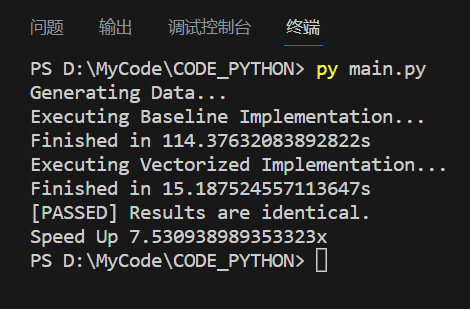 问题 输出 调试控制台 终端
PS D:\MyCode\CODE_PYTHON> py main.py
Generating Data...
Executing Baseline Implementation...
Finished in 114.37632083892822s
Executing Vectorized Implementation...
Finished in 15.187524557113647s
[PASSED] Results are identical.
Speed Up 7.530938989353323x
PS D:\MyCode\CODE_PYTHON>